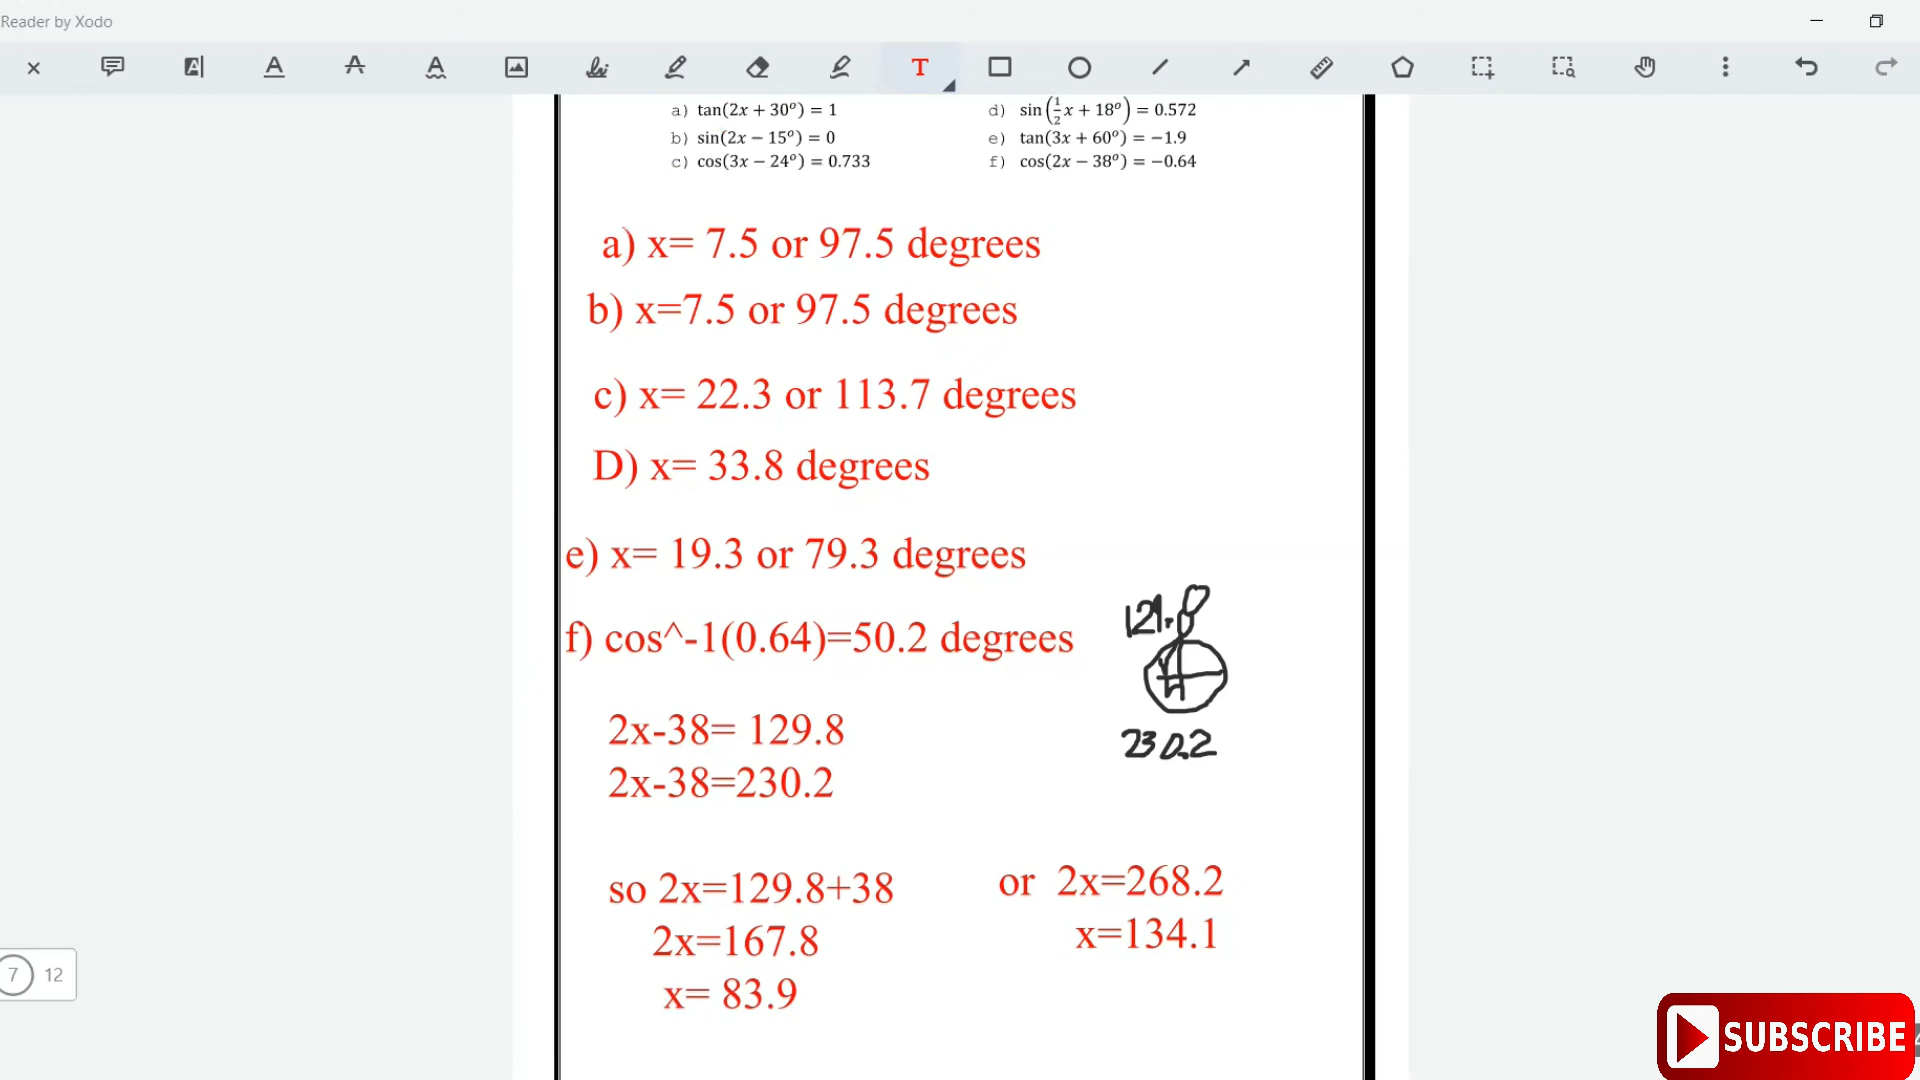 Reader by Xodo
a) tan(2x + 30°) = 1
b) sin(2x − 15°) = 0
c) cos(3x − 24°) = 0.733
d) sin(½x + 18°) = 0.572
e) tan(3x + 60°) = −1.9
f) cos(2x − 38°) = −0.64
a) x= 7.5 or 97.5 degrees
b) x=7.5 or 97.5 degrees
c) x= 22.3 or 113.7 degrees
D) x= 33.8 degrees
e) x= 19.3 or 79.3 degrees
f) cos^-1(0.64)=50.2 degrees
129.8
230.2
2x-38= 129.8
2x-38=230.2
so 2x=129.8+38
2x=167.8
x= 83.9
or 2x=268.2
x=134.1
7 12
SUBSCRIBE